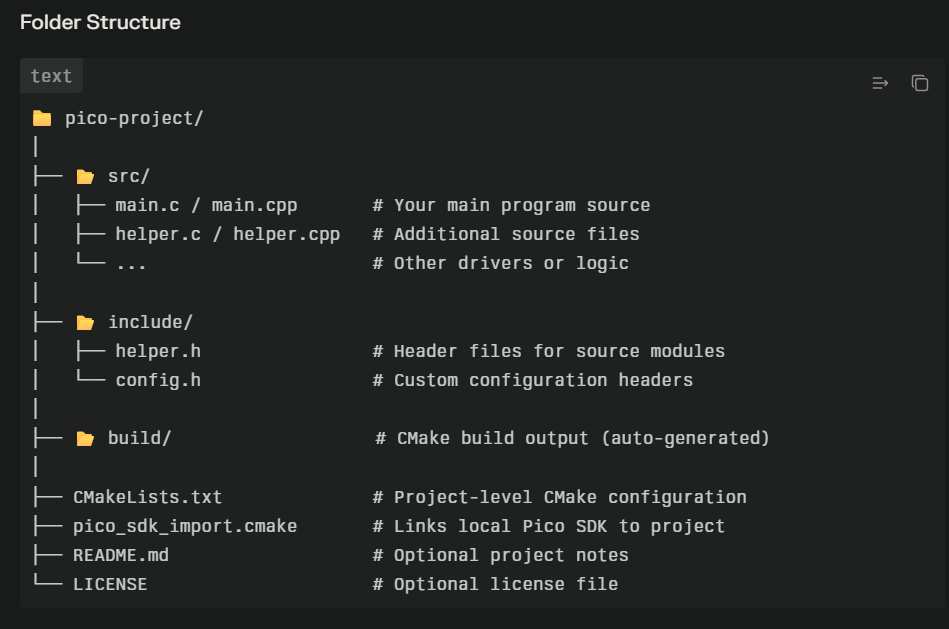 Folder Structure
text
📁 pico-project/
│
├── 📂 src/
│   ├── main.c / main.cpp       # Your main program source
│   ├── helper.c / helper.cpp   # Additional source files
│   └── ...                     # Other drivers or logic
│
├── 📂 include/
│   ├── helper.h                # Header files for source modules
│   └── config.h                # Custom configuration headers
│
├── 📂 build/                   # CMake build output (auto-generated)
│
├── CMakeLists.txt              # Project-level CMake configuration
├── pico_sdk_import.cmake       # Links local Pico SDK to project
├── README.md                   # Optional project notes
└── LICENSE                     # Optional license file